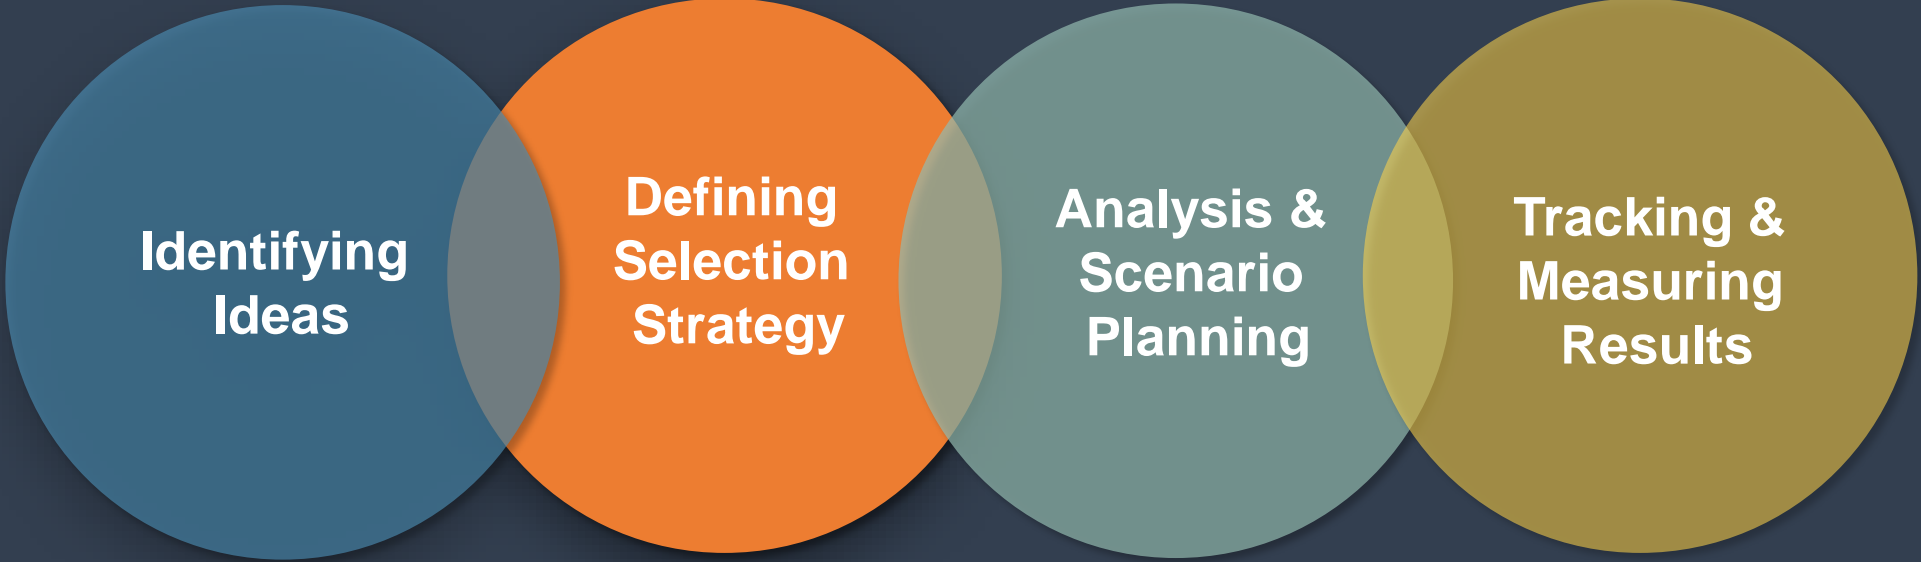 Identifying
Ideas
Defining
Selection
Strategy
Analysis &
Scenario
Planning
Tracking &
Measuring
Results